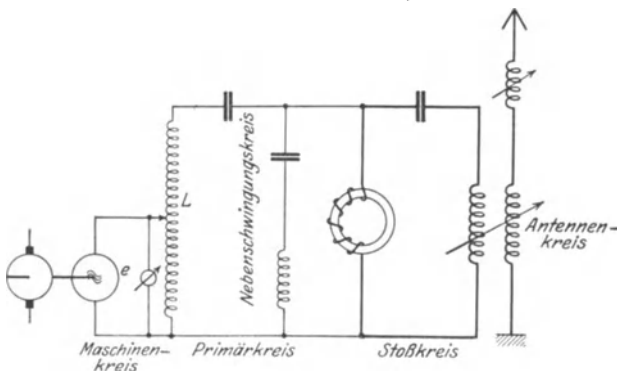 Nebenschwingungskreis
L
e
Antennen-
kreis
Maschinen-
kreis
Primärkreis
Stoßkreis